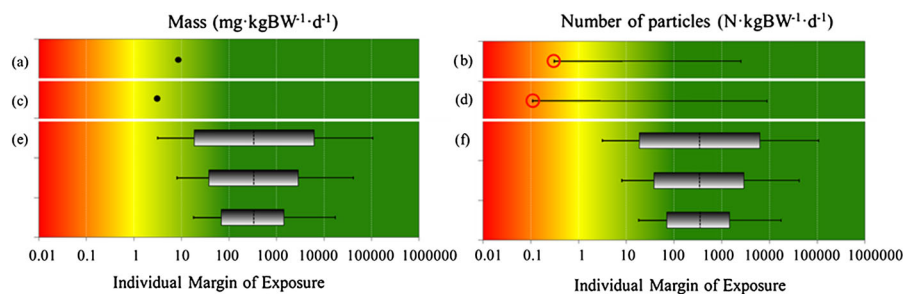 Mass (mg·kgBW⁻¹·d⁻¹)
Number of particles (N·kgBW⁻¹·d⁻¹)
(a)
(b)
(c)
(d)
(e)
(f)
0.01 0.1 1 10 100 1000 10000 100000 1000000
0.01 0.1 1 10 100 1000 10000 100000 1000000
Individual Margin of Exposure
Individual Margin of Exposure